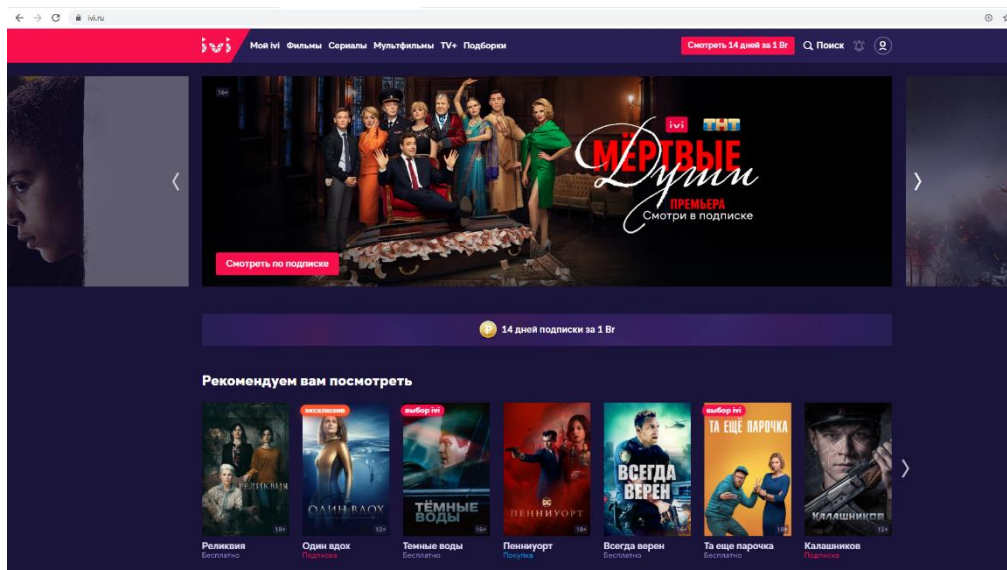 ivi.ru
ivi
Мой ivi Фильмы Сериалы Мультфильмы TV+ Подборки
Смотреть 14 дней за 1 Br
Поиск
16+
ivi ТНТ
МЁРТВЫЕ
Души
ПРЕМЬЕРА
Смотри в подписке
Смотреть по подписке
14 дней подписки за 1 Br
Рекомендуем вам посмотреть
РЕЛИКВИЯ
18+
эксклюзив
ОДИН ВДОХ
12+
выбор ivi
ТЁМНЫЕ
ВОДЫ
16+
ПЕННИУОРТ
18+
ВСЕГДА
ВЕРЕН
16+
выбор ivi
ТА ЕЩЁ ПАРОЧКА
18+
КАЛАШНИКОВ
12+
Реликвия
Бесплатно
Один вдох
Подписка
Темные воды
Бесплатно
Пенниуорт
Покупка
Всегда верен
Бесплатно
Та еще парочка
Бесплатно
Калашников
Подписка